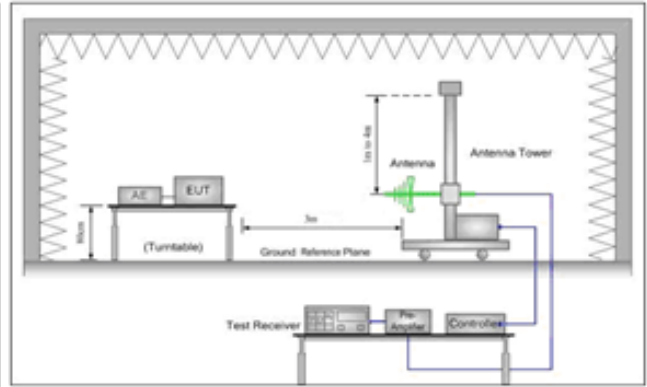 1m to 4m
Antenna
Antenna Tower
AE
EUT
3m
80cm
(Turntable)
Ground Reference Plane
Test Receiver
Pre-
Amplifier
Controller